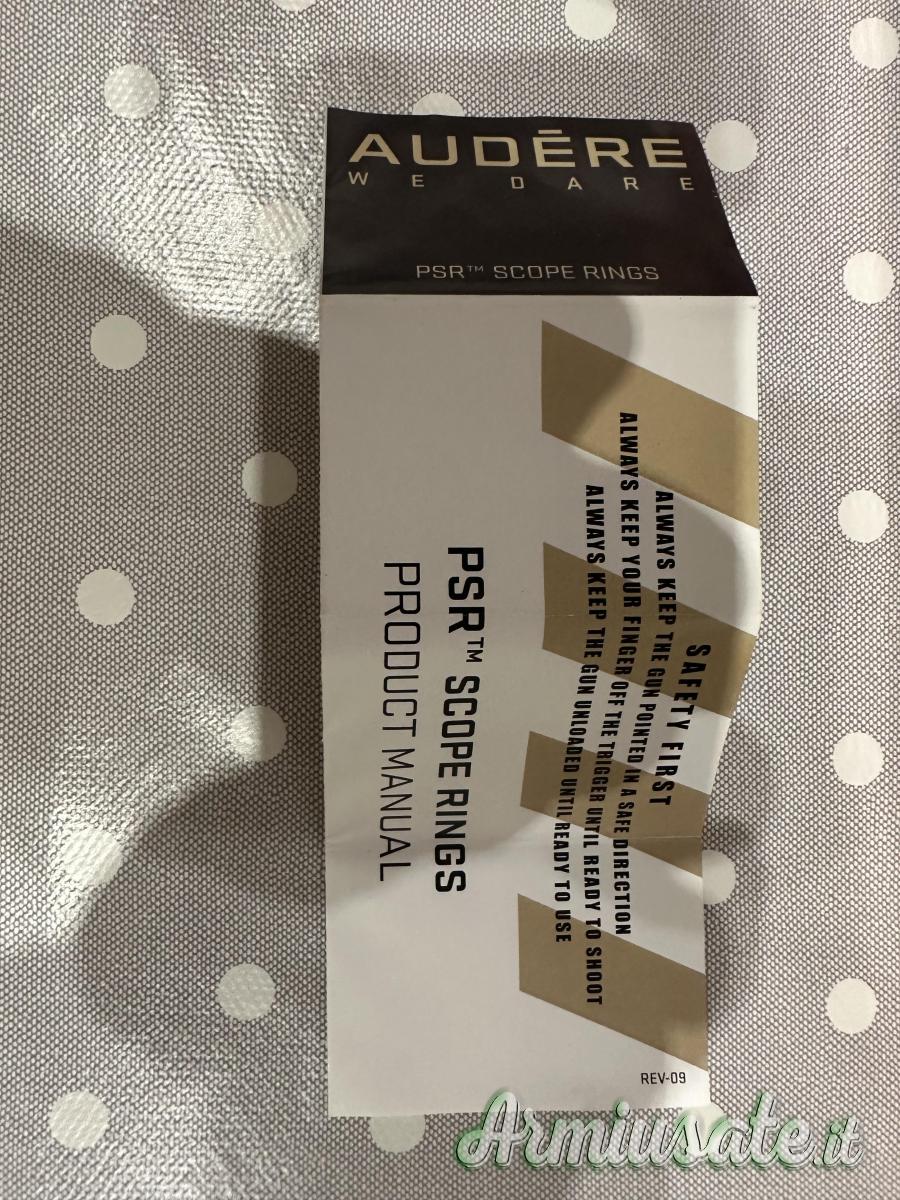 AUDĒRE
WE DARE
PSR™ SCOPE RINGS
SAFETY FIRST
ALWAYS KEEP THE GUN POINTED IN A SAFE DIRECTION
ALWAYS KEEP YOUR FINGER OFF THE TRIGGER UNTIL READY TO SHOOT
ALWAYS KEEP THE GUN UNLOADED UNTIL READY TO USE
PSR™ SCOPE RINGS
PRODUCT MANUAL
REV-09
Armiusate.it